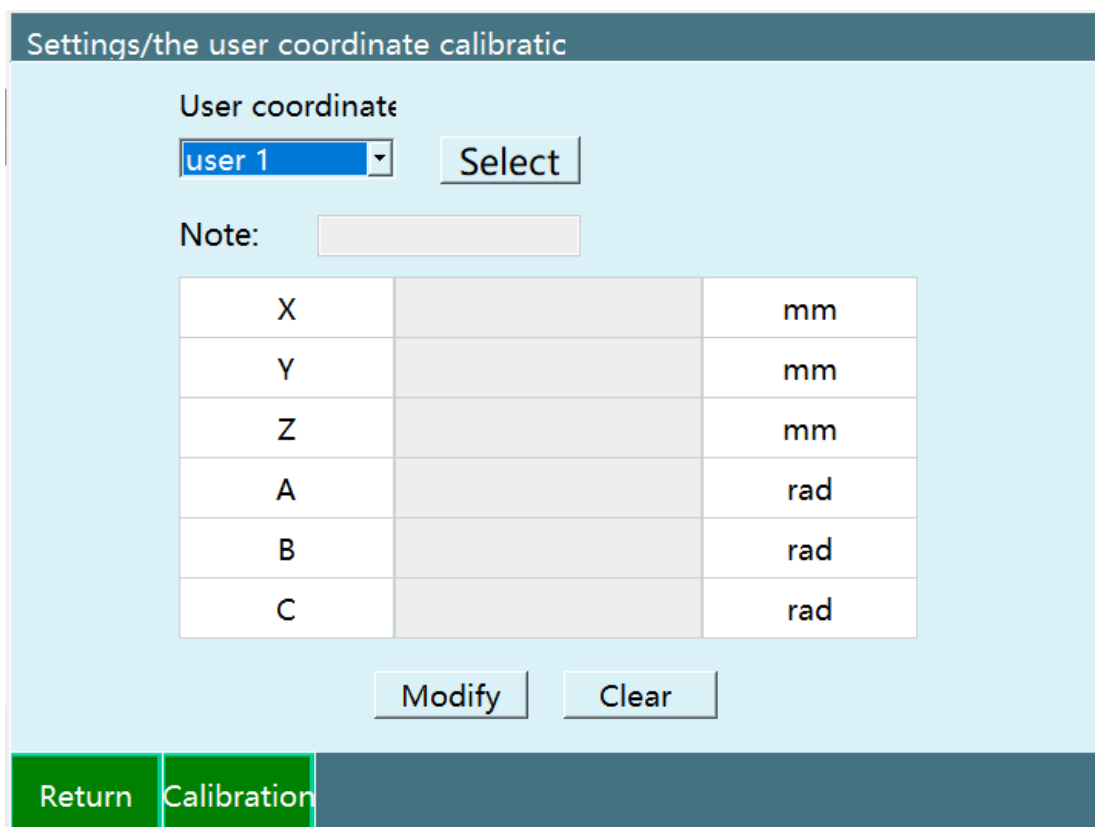 Settings/the user coordinate calibratic
User coordinate
user 1 Select
Note:
X mm
Y mm
Z mm
A rad
B rad
C rad
Modify Clear
Return Calibration